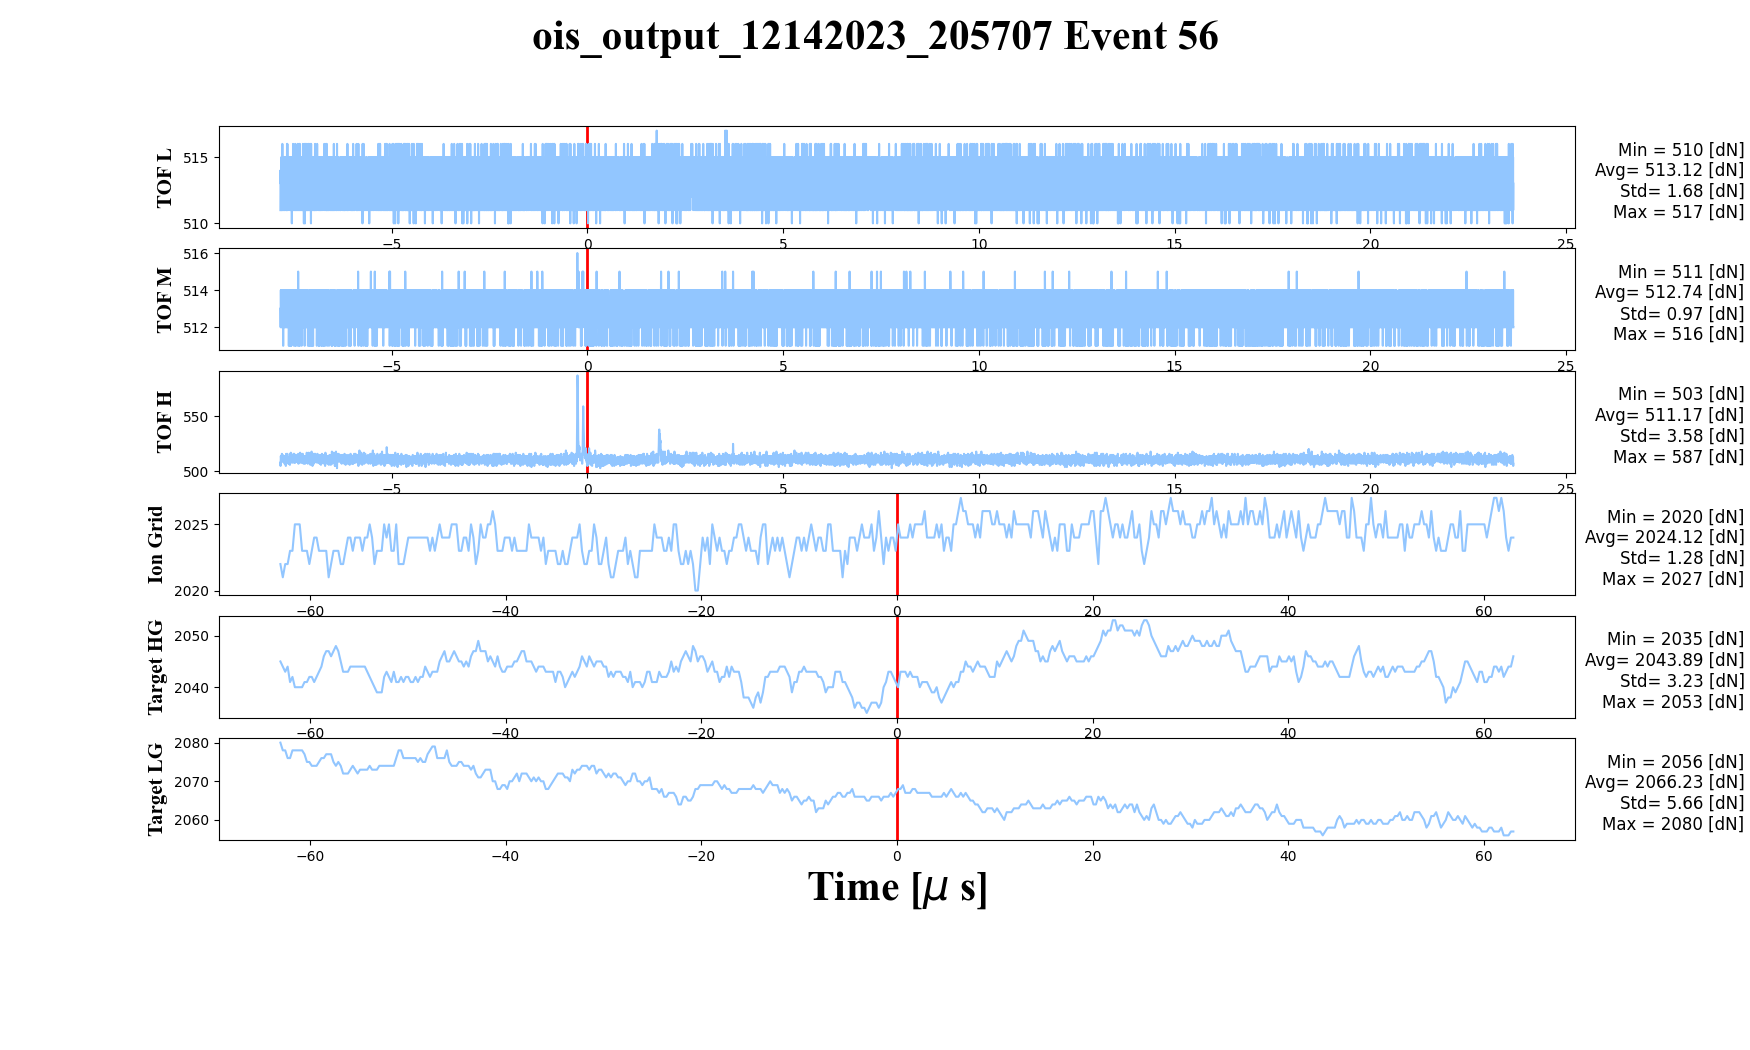 ois_output_12142023_205707 Event 56
TOF L
515
510
−5
0
5
10
15
20
25
Min = 510 [dN]
Avg= 513.12 [dN]
Std= 1.68 [dN]
Max = 517 [dN]
TOF M
516
514
512
−5
0
5
10
15
20
25
Min = 511 [dN]
Avg= 512.74 [dN]
Std= 0.97 [dN]
Max = 516 [dN]
TOF H
550
500
−5
0
5
10
15
20
25
Min = 503 [dN]
Avg= 511.17 [dN]
Std= 3.58 [dN]
Max = 587 [dN]
Ion Grid
2025
2020
−60
−40
−20
0
20
40
60
Min = 2020 [dN]
Avg= 2024.12 [dN]
Std= 1.28 [dN]
Max = 2027 [dN]
Target HG
2050
2040
−60
−40
−20
0
20
40
60
Min = 2035 [dN]
Avg= 2043.89 [dN]
Std= 3.23 [dN]
Max = 2053 [dN]
Target LG
2080
2070
2060
−60
−40
−20
0
20
40
60
Min = 2056 [dN]
Avg= 2066.23 [dN]
Std= 5.66 [dN]
Max = 2080 [dN]
Time [μ s]